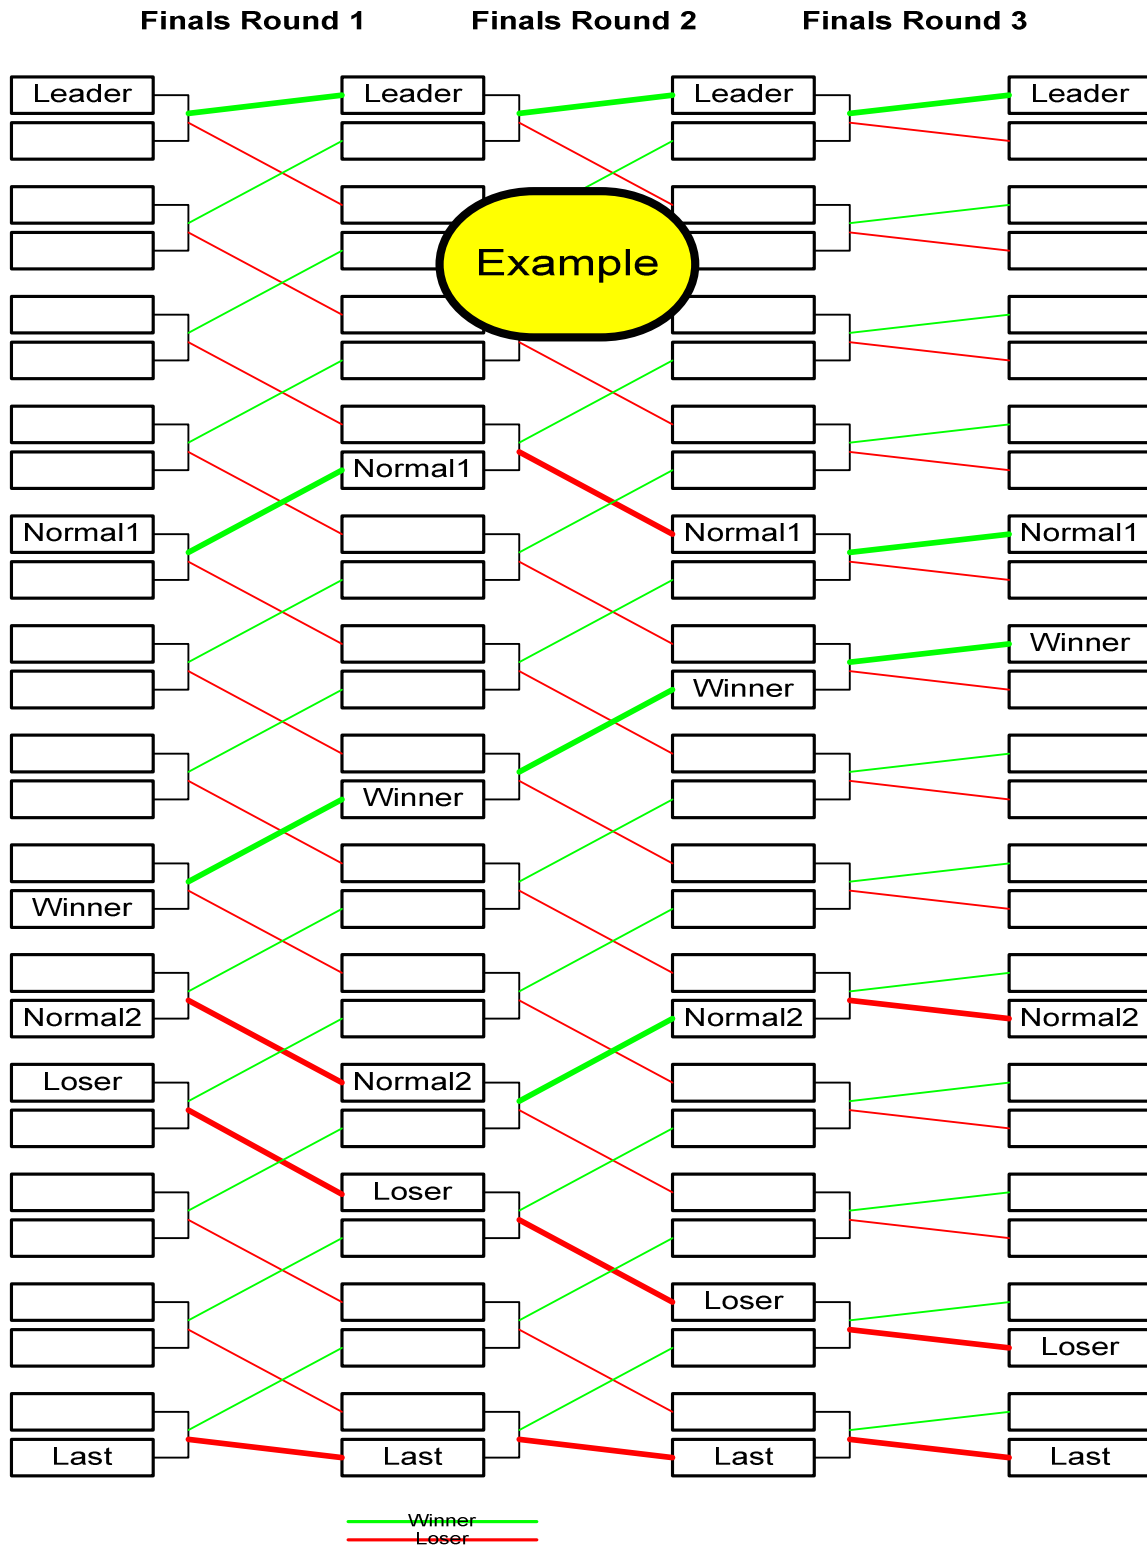 Finals Round 1 Finals Round 2 Finals Round 3
Leader Leader Leader Leader
Example
Normal1
Normal1 Normal1 Normal1
Winner
Winner
Winner
Winner
Normal2 Normal2 Normal2
Loser Normal2
Loser
Loser
Loser
Last Last Last Last
Winner
Loser